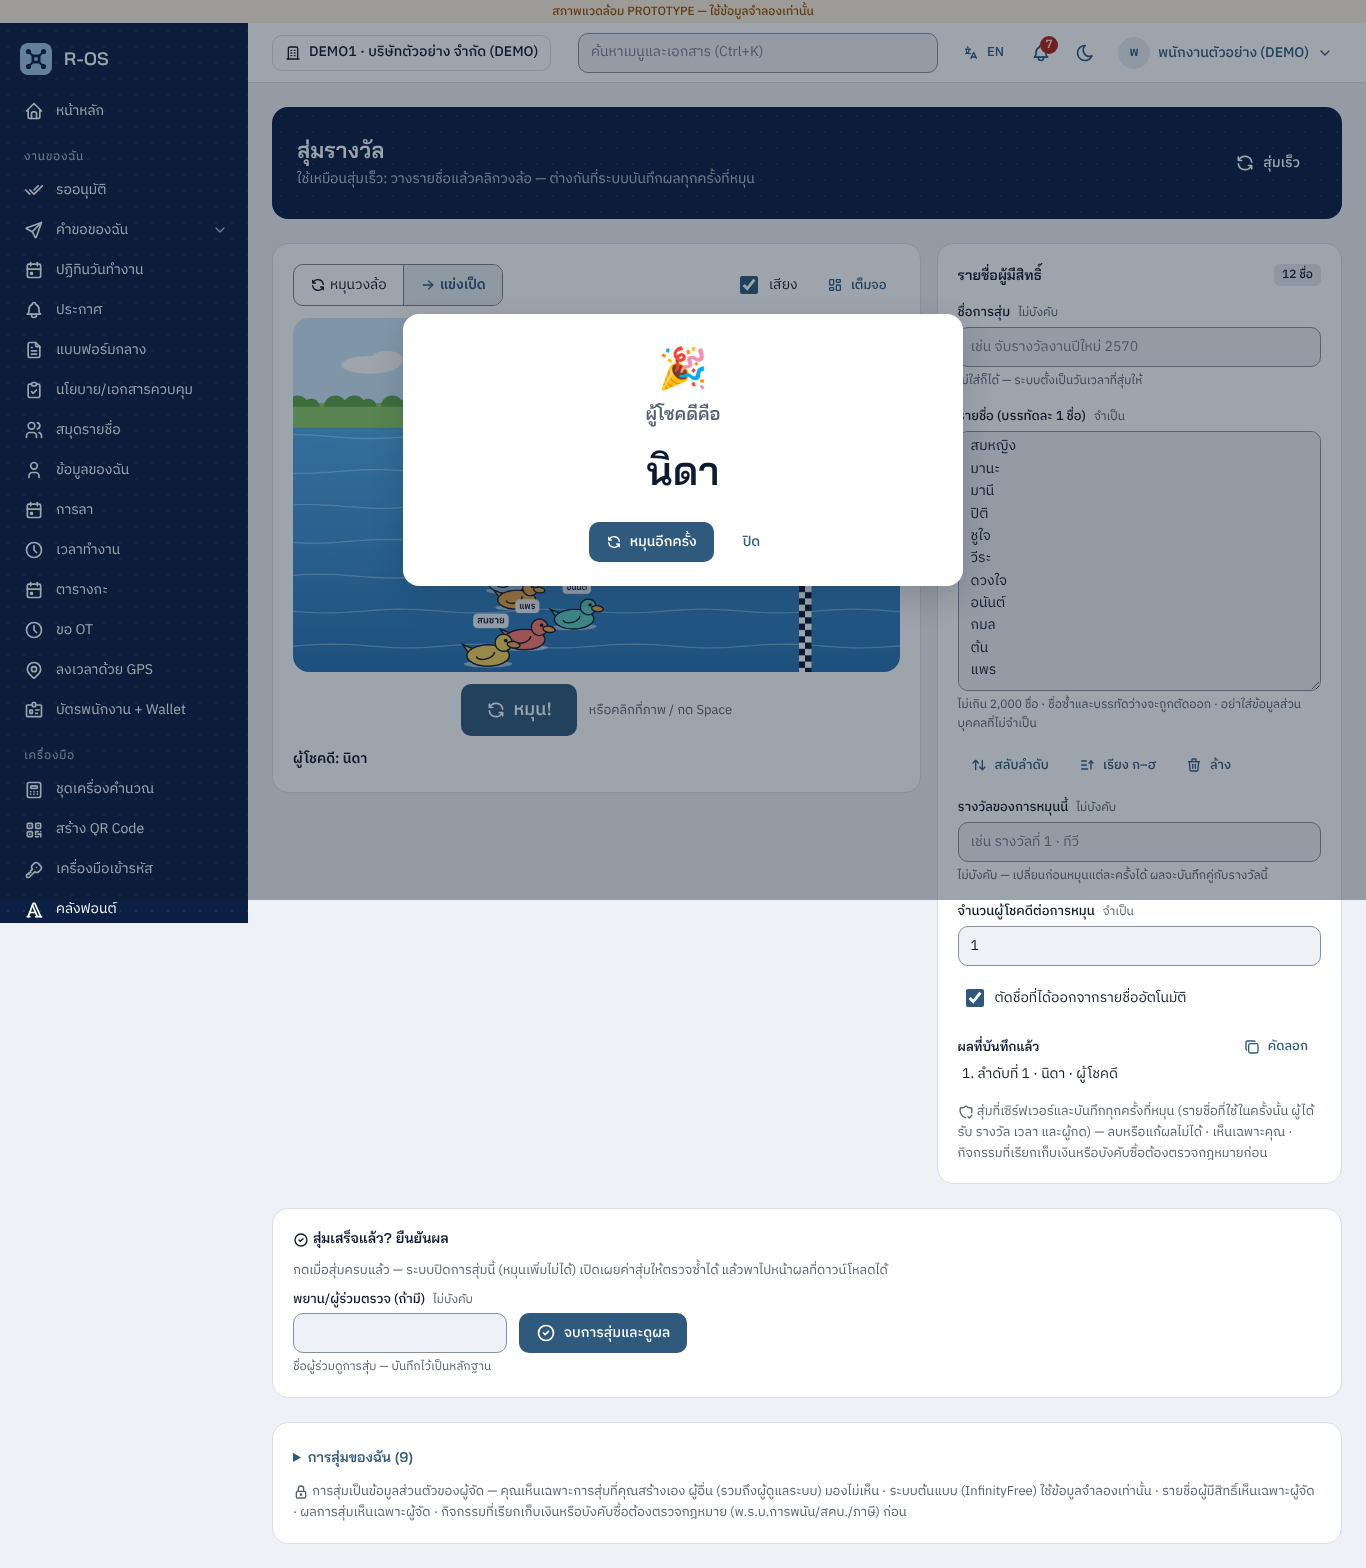 สภาพแวดล้อม PROTOTYPE — ใช้ข้อมูลจำลองเท่านั้น
R-OS
DEMO1 · บริษัทตัวอย่าง จำกัด (DEMO)
ค้นหาเมนูและเอกสาร (Ctrl+K)
EN
7
พ
พนักงานตัวอย่าง (DEMO)
หน้าหลัก
งานของฉัน
รออนุมัติ
คำขอของฉัน
ปฏิทินวันทำงาน
ประกาศ
แบบฟอร์มกลาง
นโยบาย/เอกสารควบคุม
สมุดรายชื่อ
ข้อมูลของฉัน
การลา
เวลาทำงาน
ตารางกะ
ขอ OT
ลงเวลาด้วย GPS
บัตรพนักงาน + Wallet
เครื่องมือ
ชุดเครื่องคำนวณ
สร้าง QR Code
เครื่องมือเข้ารหัส
คลังฟอนต์
สุ่มรางวัล
ใช้เหมือนสุ่มเร็ว: วางรายชื่อแล้วคลิกวงล้อ — ต่างกันที่ระบบบันทึกผลทุกครั้งที่หมุน
สุ่มเร็ว
หมุนวงล้อ
แข่งเป็ด
เสียง
เต็มจอ
🎉
ผู้โชคดีคือ
นิดา
หมุนอีกครั้ง
ปิด
แพร
สมชาย
หมุน!
หรือคลิกที่ภาพ / กด Space
ผู้โชคดี: นิดา
รายชื่อผู้มีสิทธิ์
12 ชื่อ
ชื่อการสุ่ม ไม่บังคับ
เช่น จับรางวัลงานปีใหม่ 2570
ม่ใส่ก็ได้ — ระบบตั้งเป็นวันเวลาที่สุ่มให้
รายชื่อ (บรรทัดละ 1 ชื่อ) จำเป็น
สมหญิง
มานะ
มานี
ปิติ
ชูใจ
วีระ
ดวงใจ
อนันต์
กมล
ต้น
แพร
ไม่เกิน 2,000 ชื่อ · ชื่อซ้ำและบรรทัดว่างจะถูกตัดออก · อย่าใส่ข้อมูลส่วน
บุคคลที่ไม่จำเป็น
สลับลำดับ
เรียง ก–ฮ
ล้าง
รางวัลของการหมุนนี้ ไม่บังคับ
เช่น รางวัลที่ 1 · ทีวี
ไม่บังคับ — เปลี่ยนก่อนหมุนแต่ละครั้งได้ ผลจะบันทึกคู่กับรางวัลนี้
จำนวนผู้โชคดีต่อการหมุน จำเป็น
1
ตัดชื่อที่ได้ออกจากรายชื่ออัตโนมัติ
ผลที่บันทึกแล้ว
คัดลอก
1. ลำดับที่ 1 · นิดา · ผู้โชคดี
สุ่มที่เซิร์ฟเวอร์และบันทึกทุกครั้งที่หมุน (รายชื่อที่ใช้ในครั้งนั้น ผู้ได้
รับ รางวัล เวลา และผู้กด) — ลบหรือแก้ผลไม่ได้ · เห็นเฉพาะคุณ ·
กิจกรรมที่เรียกเก็บเงินหรือบังคับซื้อต้องตรวจกฎหมายก่อน
สุ่มเสร็จแล้ว? ยืนยันผล
กดเมื่อสุ่มครบแล้ว — ระบบปิดการสุ่มนี้ (หมุนเพิ่มไม่ได้) เปิดเผยค่าสุ่มให้ตรวจซ้ำได้ แล้วพาไปหน้าผลที่ดาวน์โหลดได้
พยาน/ผู้ร่วมตรวจ (ถ้ามี) ไม่บังคับ
จบการสุ่มและดูผล
ชื่อผู้ร่วมดูการสุ่ม — บันทึกไว้เป็นหลักฐาน
การสุ่มของฉัน (9)
การสุ่มเป็นข้อมูลส่วนตัวของผู้จัด — คุณเห็นเฉพาะการสุ่มที่คุณสร้างเอง ผู้อื่น (รวมถึงผู้ดูแลระบบ) มองไม่เห็น · ระบบต้นแบบ (InfinityFree) ใช้ข้อมูลจำลองเท่านั้น · รายชื่อผู้มีสิทธิ์เห็นเฉพาะผู้จัด
· ผลการสุ่มเห็นเฉพาะผู้จัด · กิจกรรมที่เรียกเก็บเงินหรือบังคับซื้อต้องตรวจกฎหมาย (พ.ร.บ.การพนัน/สคบ./ภาษี) ก่อน